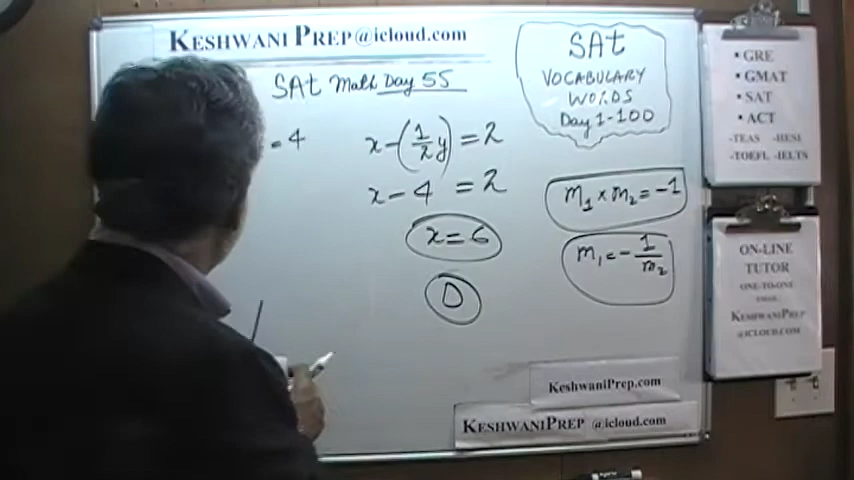 KESHWANI PREP@icloud.com
SAt Math Day 55
= 4
x-(1/2y)=2
x-4 =2
x=6
D
SAt
VOCABULARY
WORDS
Day 1-100
m1 x m2 = -1
m1 = - 1/m2
KeshwaniPrep.com
KESHWANIPREP @icloud.com
• GRE
• GMAT
• SAT
• ACT
-TEAS -HESI
-TOEFL -IELTS
ON-LINE
TUTOR
ONE-TO-ONE
KESHWANIPREP
@ICLOUD.COM